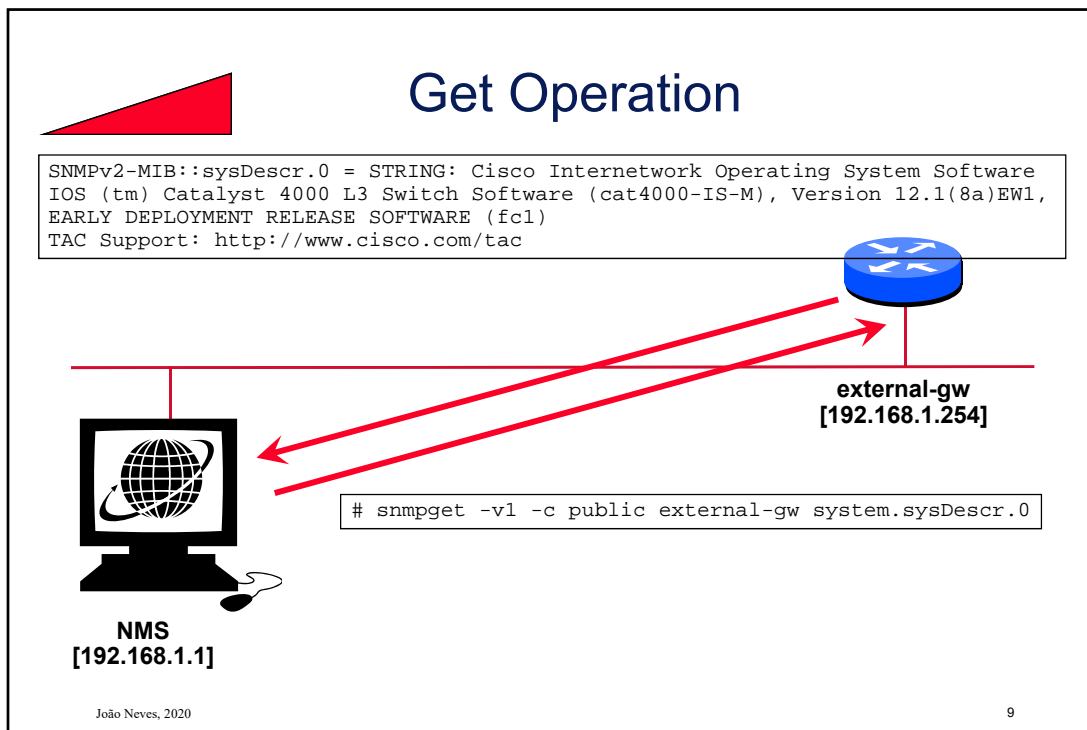 Get Operation
SNMPv2-MIB::sysDescr.0 = STRING: Cisco Internetwork Operating System Software
IOS (tm) Catalyst 4000 L3 Switch Software (cat4000-IS-M), Version 12.1(8a)EW1,
EARLY DEPLOYMENT RELEASE SOFTWARE (fc1)
TAC Support: http://www.cisco.com/tac
external-gw
[192.168.1.254]
# snmpget -v1 -c public external-gw system.sysDescr.0
NMS
[192.168.1.1]
João Neves, 2020
9